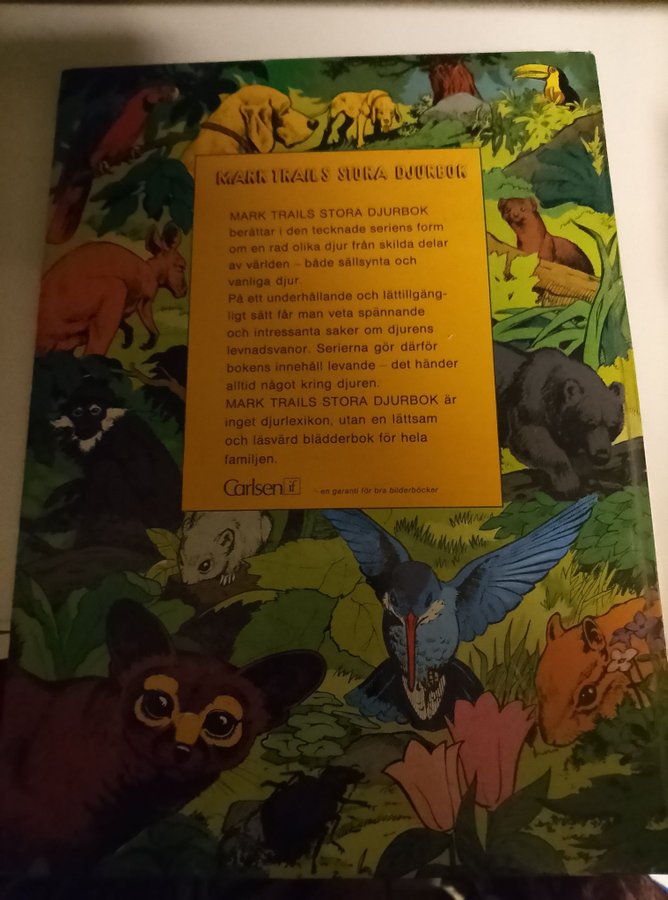 MARK TRAILS STORA DJURBOK
MARK TRAILS STORA DJURBOK
berättar i den tecknade seriens form
om en rad olika djur från skilda delar
av världen – både sällsynta och
vanliga djur.
På ett underhållande och lättillgäng-
ligt sätt får man veta spännande
och intressanta saker om djurens
levnadsvanor. Serierna gör därför
bokens innehåll levande – det händer
alltid något kring djuren.
MARK TRAILS STORA DJURBOK är
inget djurlexikon, utan en lättsam
och läsvärd blädderbok för hela
familjen.
Carlsen if – en garanti för bra bilderböcker